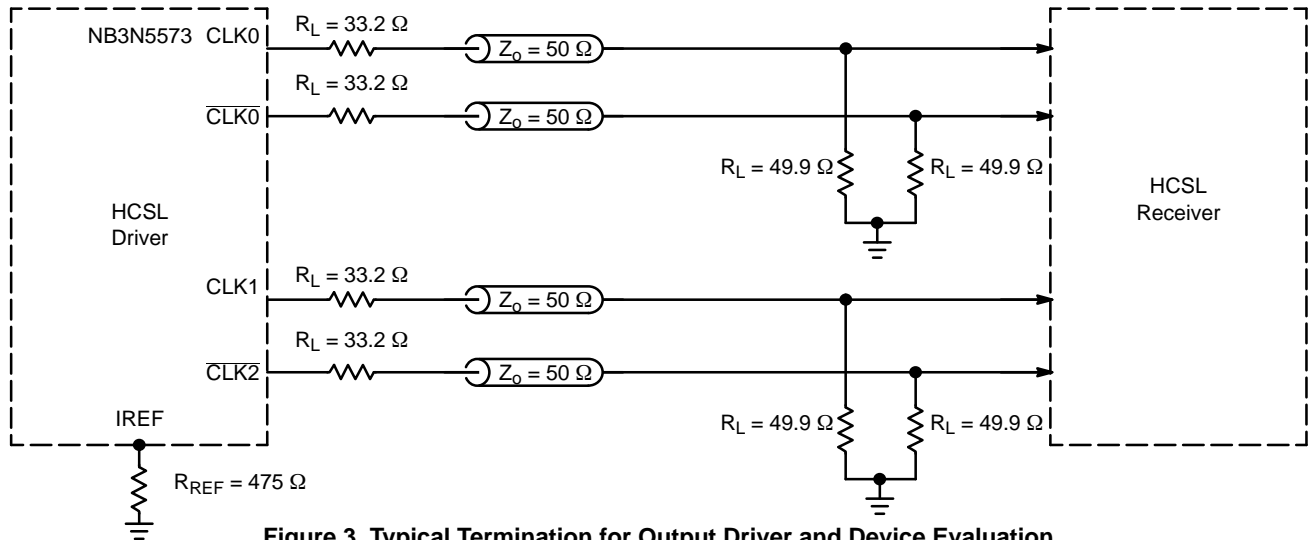 NB3N5573 CLK0
R_L = 33.2 Ω
Z_o = 50 Ω
R_L = 33.2 Ω
C̅L̅K̅0̅
Z_o = 50 Ω
R_L = 49.9 Ω
R_L = 49.9 Ω
HCSL
Driver
HCSL
Receiver
CLK1
R_L = 33.2 Ω
Z_o = 50 Ω
R_L = 33.2 Ω
C̅L̅K̅2̅
Z_o = 50 Ω
IREF
R_L = 49.9 Ω
R_L = 49.9 Ω
R_REF = 475 Ω
Figure 3. Typical Termination for Output Driver and Device Evaluation